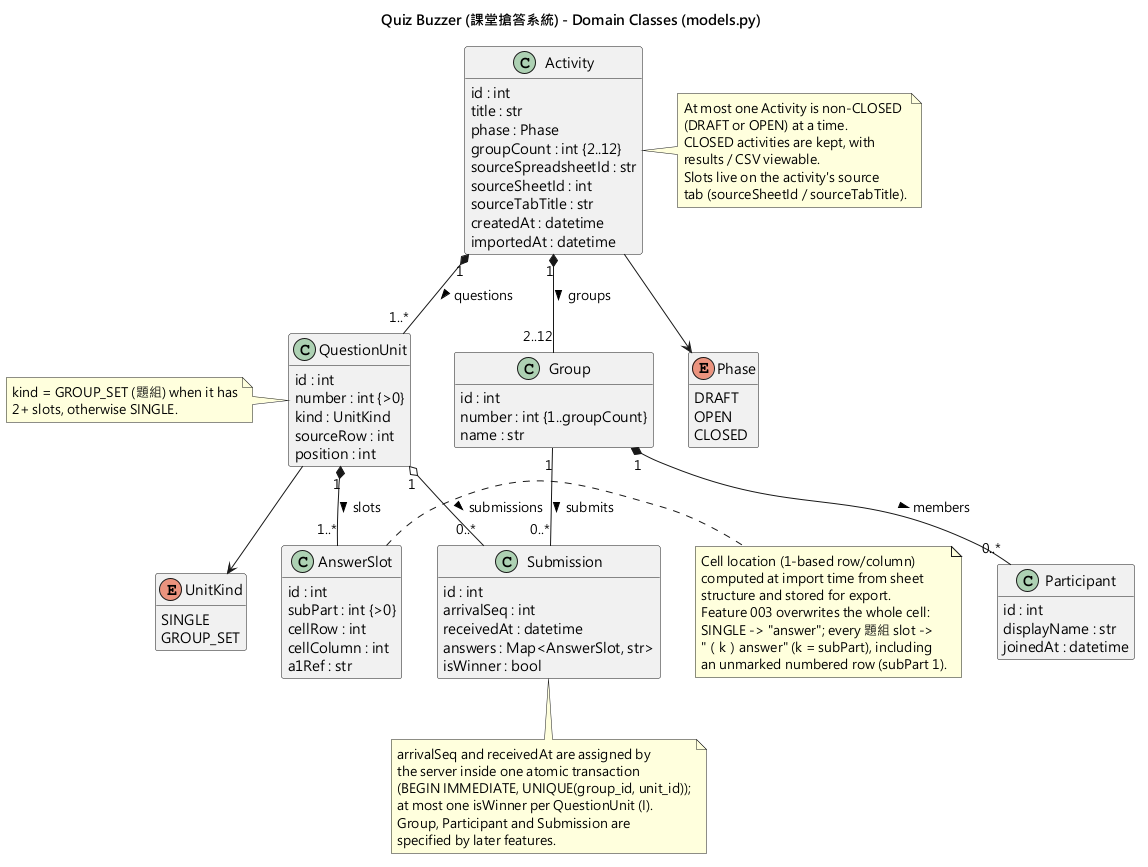 Quiz Buzzer (課堂搶答系統) - Domain Classes (models.py)
C Activity
id : int
title : str
phase : Phase
groupCount : int {2..12}
sourceSpreadsheetId : str
sourceSheetId : int
sourceTabTitle : str
createdAt : datetime
importedAt : datetime
At most one Activity is non-CLOSED
(DRAFT or OPEN) at a time.
CLOSED activities are kept, with
results / CSV viewable.
Slots live on the activity's source
tab (sourceSheetId / sourceTabTitle).
1
1
questions
groups
1..*
2..12
kind = GROUP_SET (題組) when it has
2+ slots, otherwise SINGLE.
C QuestionUnit
id : int
number : int {>0}
kind : UnitKind
sourceRow : int
position : int
C Group
id : int
number : int {1..groupCount}
name : str
E Phase
DRAFT
OPEN
CLOSED
1
1
1
1
slots
submissions
submits
members
1..*
0..*
0..*
0..*
E UnitKind
SINGLE
GROUP_SET
C AnswerSlot
id : int
subPart : int {>0}
cellRow : int
cellColumn : int
a1Ref : str
C Submission
id : int
arrivalSeq : int
receivedAt : datetime
answers : Map<AnswerSlot, str>
isWinner : bool
Cell location (1-based row/column)
computed at import time from sheet
structure and stored for export.
Feature 003 overwrites the whole cell:
SINGLE -> "answer"; every 題組 slot ->
"（k）answer" (k = subPart), including
an unmarked numbered row (subPart 1).
C Participant
id : int
displayName : str
joinedAt : datetime
arrivalSeq and receivedAt are assigned by
the server inside one atomic transaction
(BEGIN IMMEDIATE, UNIQUE(group_id, unit_id));
at most one isWinner per QuestionUnit (I).
Group, Participant and Submission are
specified by later features.